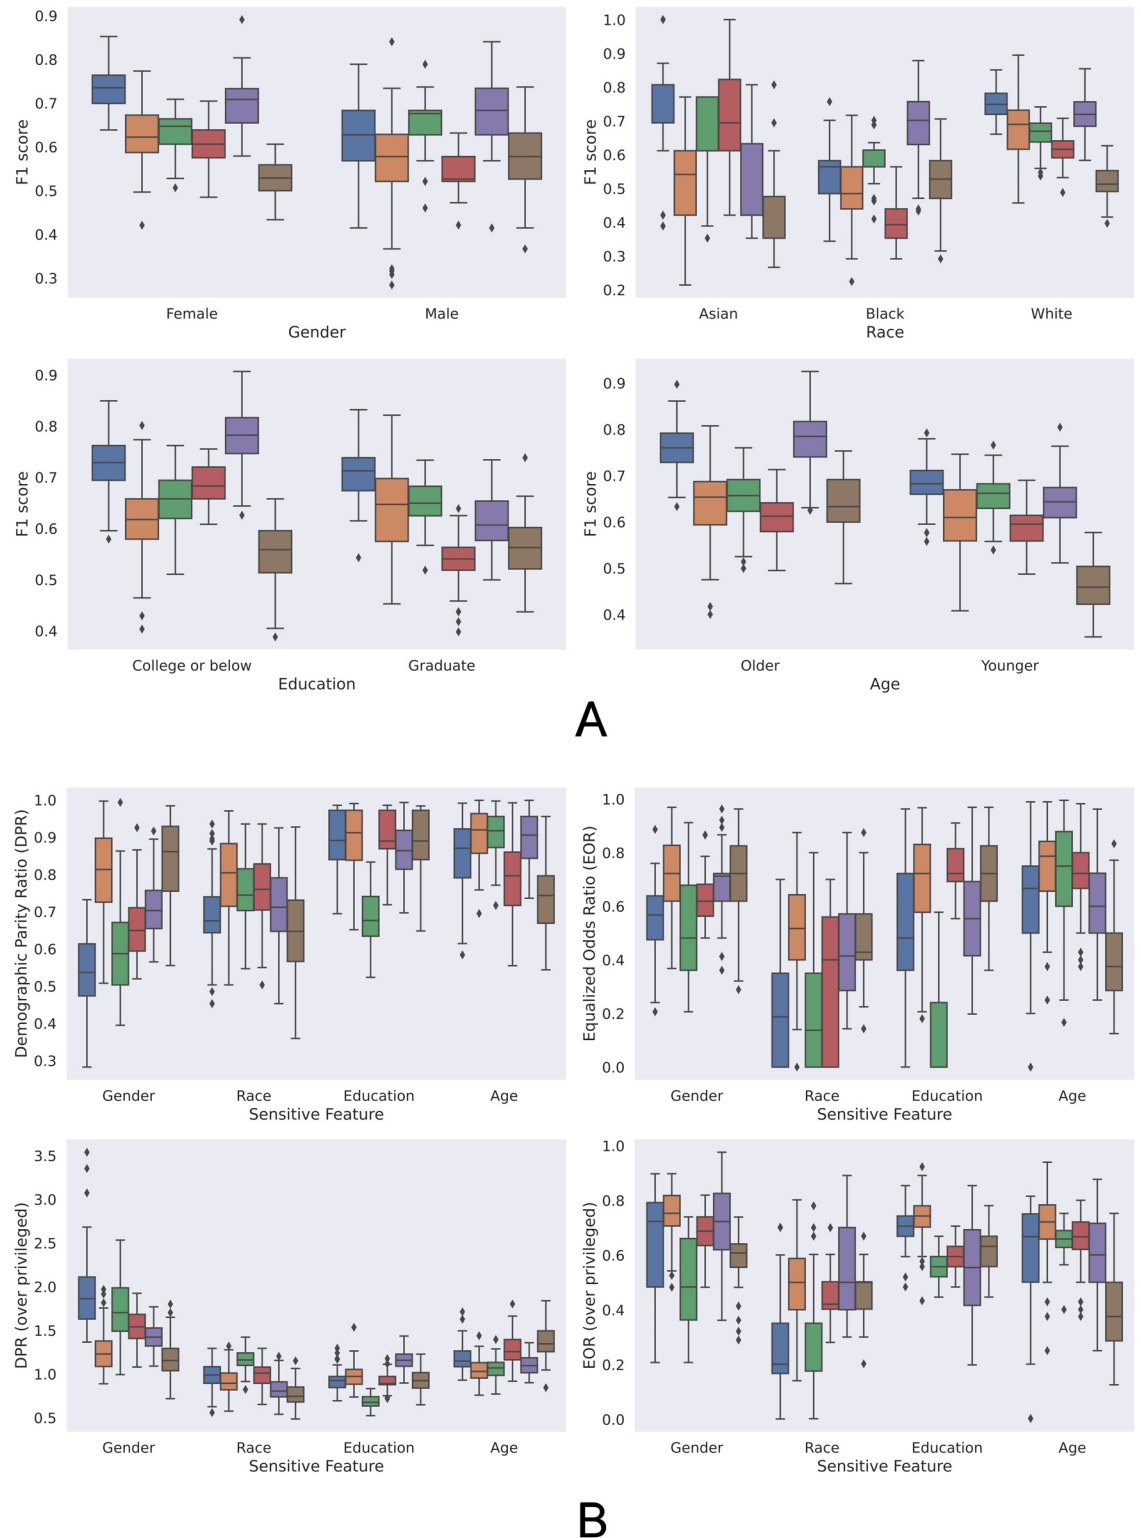 F1 score
0.9
0.8
0.7
0.6
0.5
0.4
0.3
Female Male
Gender
F1 score
1.0
0.9
0.8
0.7
0.6
0.5
0.4
0.3
0.2
Asian Black White
Race
F1 score
0.9
0.8
0.7
0.6
0.5
0.4
College or below Graduate
Education
F1 score
0.9
0.8
0.7
0.6
0.5
0.4
Older Younger
Age
A
Demographic Parity Ratio (DPR)
1.0
0.9
0.8
0.7
0.6
0.5
0.4
0.3
Gender Race Education Age
Sensitive Feature
Equalized Odds Ratio (EOR)
1.0
0.8
0.6
0.4
0.2
0.0
Gender Race Education Age
Sensitive Feature
DPR (over privileged)
3.5
3.0
2.5
2.0
1.5
1.0
0.5
Gender Race Education Age
Sensitive Feature
EOR (over privileged)
1.0
0.8
0.6
0.4
0.2
0.0
Gender Race Education Age
Sensitive Feature
B